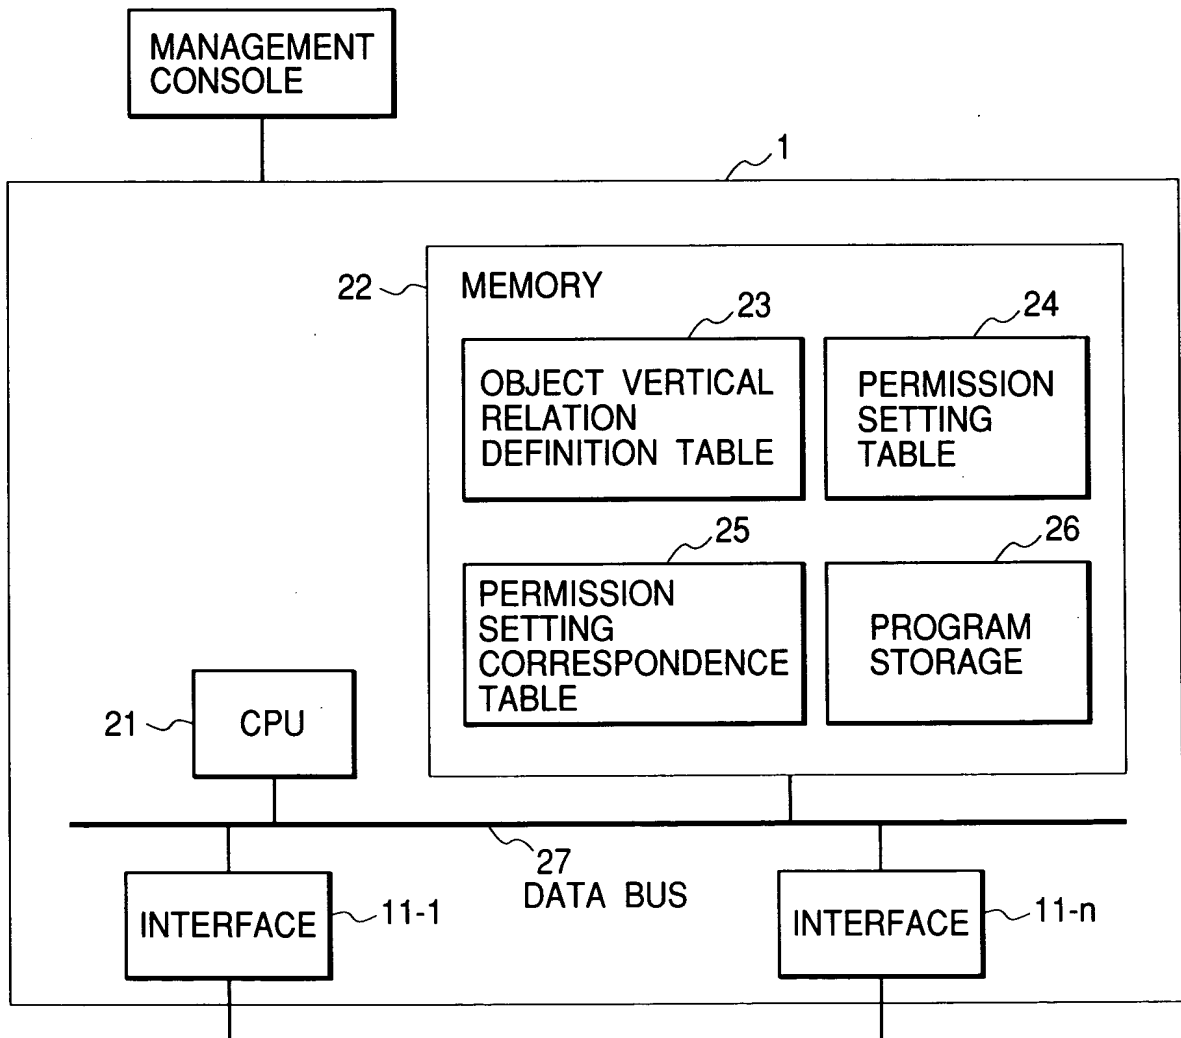 MANAGEMENT
CONSOLE
1
22
MEMORY
23
24
OBJECT VERTICAL
RELATION
DEFINITION TABLE
PERMISSION
SETTING
TABLE
25
26
PERMISSION
SETTING
CORRESPONDENCE
TABLE
PROGRAM
STORAGE
21
CPU
27
DATA BUS
INTERFACE
11-1
INTERFACE
11-n